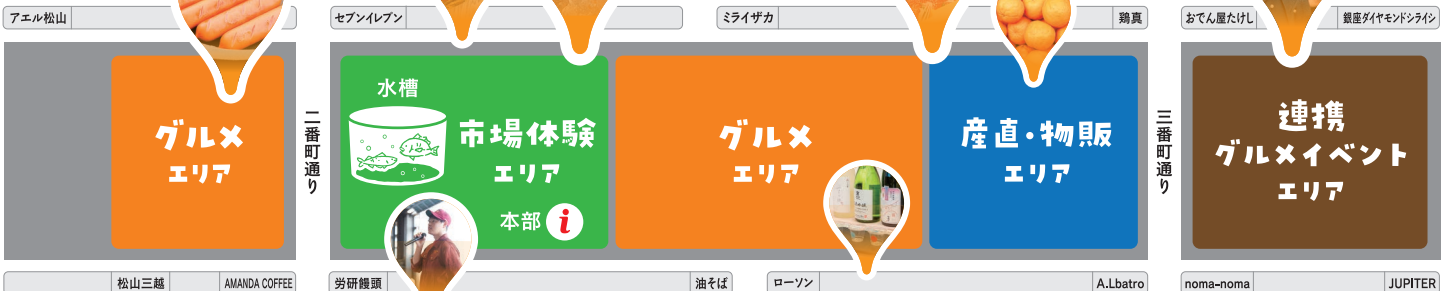 アエル松山
セブンイレブン
ミライザカ
鶏真
おでん屋たけし
銀座ダイヤモンドシライシ
グルメ
エリア
二番町通り
水槽
市場体験
エリア
本部 i
グルメ
エリア
産直・物販
エリア
三番町通り
連携
グルメイベント
エリア
松山三越
AMANDA COFFEE
労研饅頭
油そば
ローソン
A.Lbatro
noma-noma
JUPITER